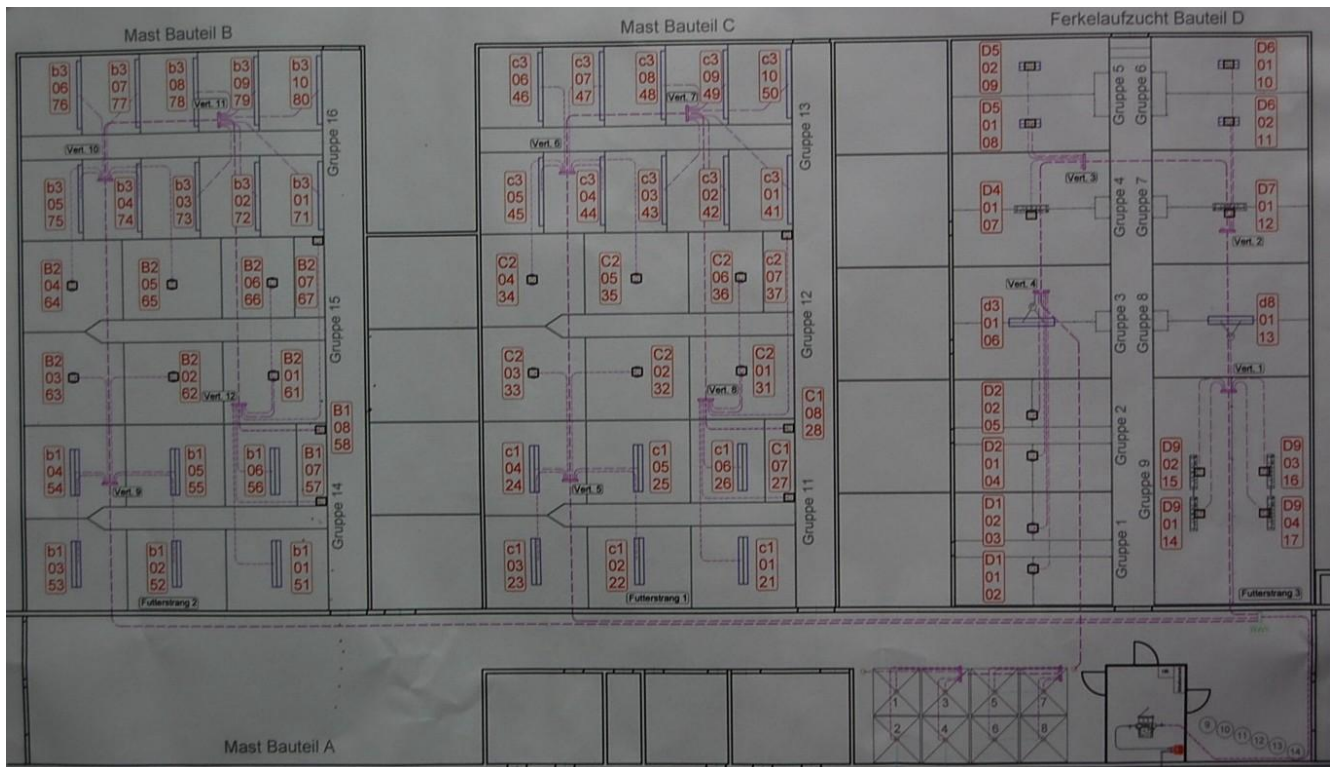 Mast Bauteil B
Mast Bauteil C
Ferkelaufzucht Bauteil D
b3
06
76
b3
07
77
b3
08
78
b3
09
79
b3
10
80
Vert. 11
Vert. 10
Gruppe 16
b3
05
75
b3
04
74
b3
03
73
b3
02
72
b3
01
71
B2
04
64
B2
05
65
B2
06
66
B2
07
67
Gruppe 15
B2
03
63
B2
02
62
B2
01
61
Vert. 12
B1
08
58
b1
04
54
b1
05
55
b1
06
56
B1
07
57
Vert. 9
Gruppe 14
b1
03
53
b1
02
52
b1
01
51
Futterstrang 2
c3
06
46
c3
07
47
c3
08
48
c3
09
49
c3
10
50
Vert. 7
Vert. 6
Gruppe 13
c3
05
45
c3
04
44
c3
03
43
c3
02
42
c3
01
41
C2
04
34
C2
05
35
C2
06
36
c2
07
37
Gruppe 12
C2
03
33
C2
02
32
C2
01
31
Vert. 8
C1
08
28
c1
04
24
c1
05
25
c1
06
26
C1
07
27
Vert. 5
Gruppe 11
c1
03
23
c1
02
22
c1
01
21
Futterstrang 1
D5
02
09
D5
01
08
Gruppe 5
Gruppe 6
D6
01
10
D6
02
11
Vert. 3
D4
01
07
Gruppe 4
Gruppe 7
D7
01
12
Vert. 2
Vert. 4
d3
01
06
Gruppe 3
Gruppe 8
d8
01
13
Vert. 1
D2
02
05
D2
01
04
Gruppe 2
Gruppe 9
D9
02
15
D9
03
16
D1
02
03
D9
01
14
D9
04
17
Gruppe 1
D1
01
02
Futterstrang 3
Mast Bauteil A
1
3
5
7
2
4
6
8
9
10
11
12
13
14